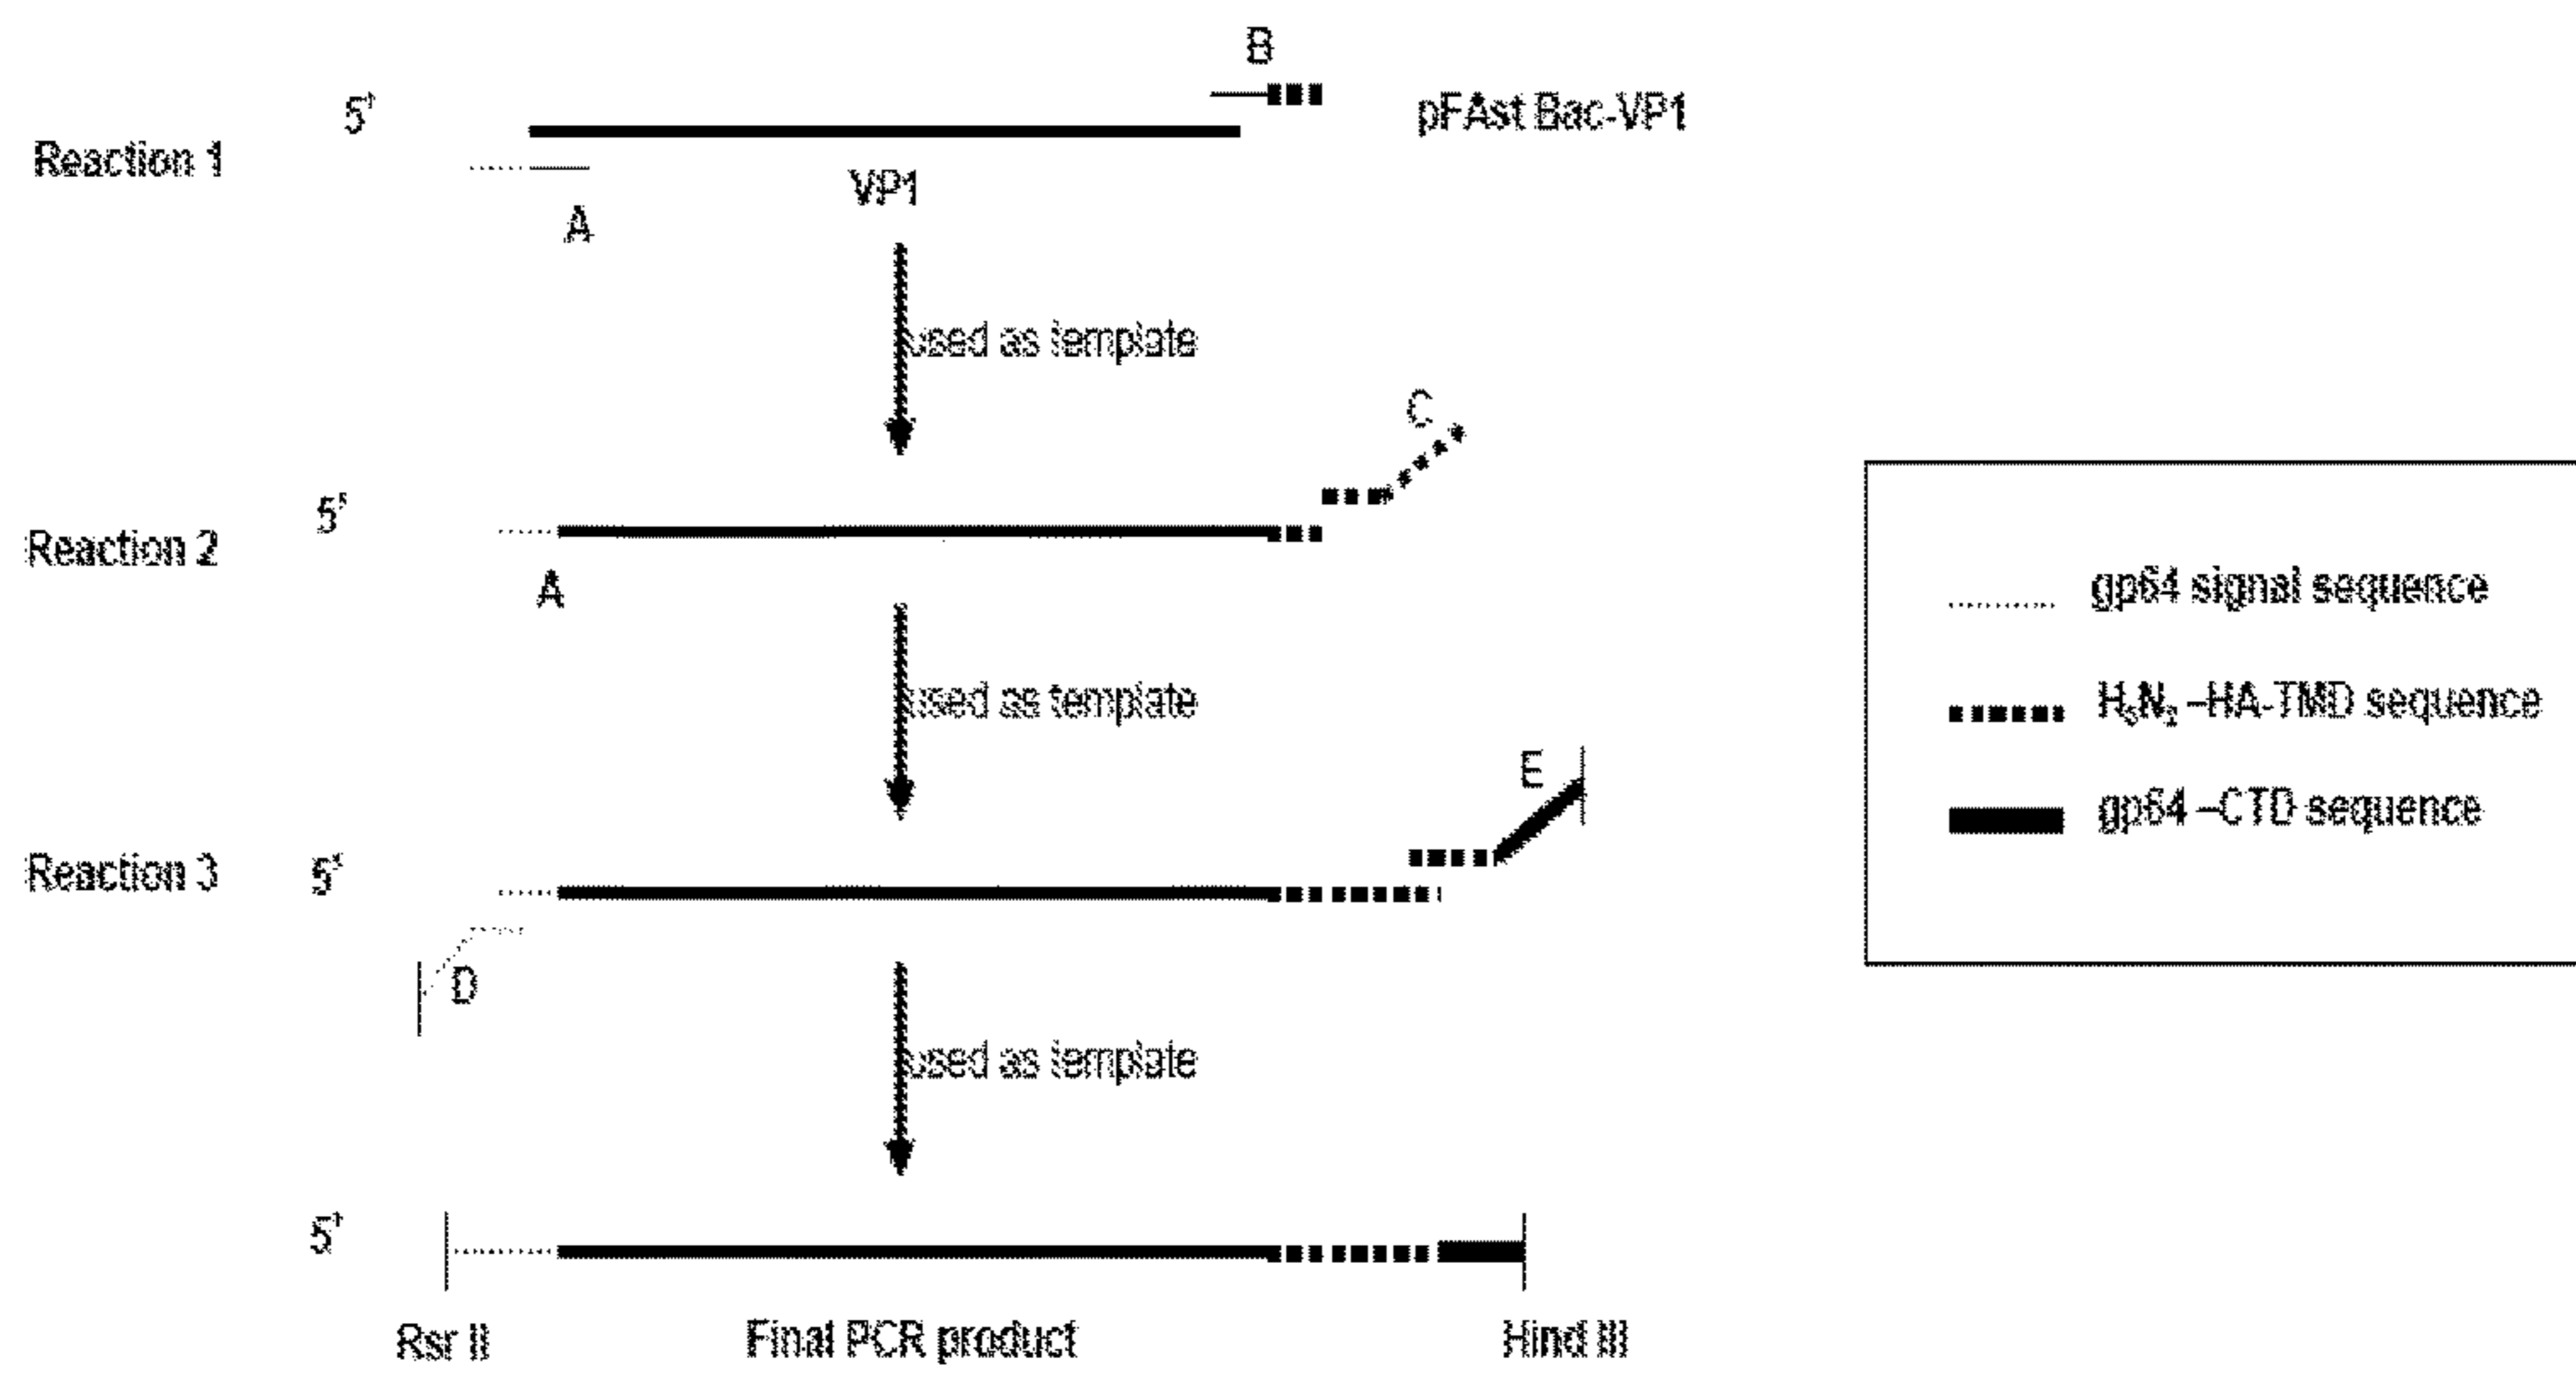 B
5' pFAst Bac-VP1
Reaction 1
VP1
A
used as template
C
5'
Reaction 2
A
gp64 signal sequence
used as template
H5N2 –HA-TMD sequence
E
gp64 –CTD sequence
Reaction 3 5'
D
used as template
5'
Rsr II Final PCR product Hind III